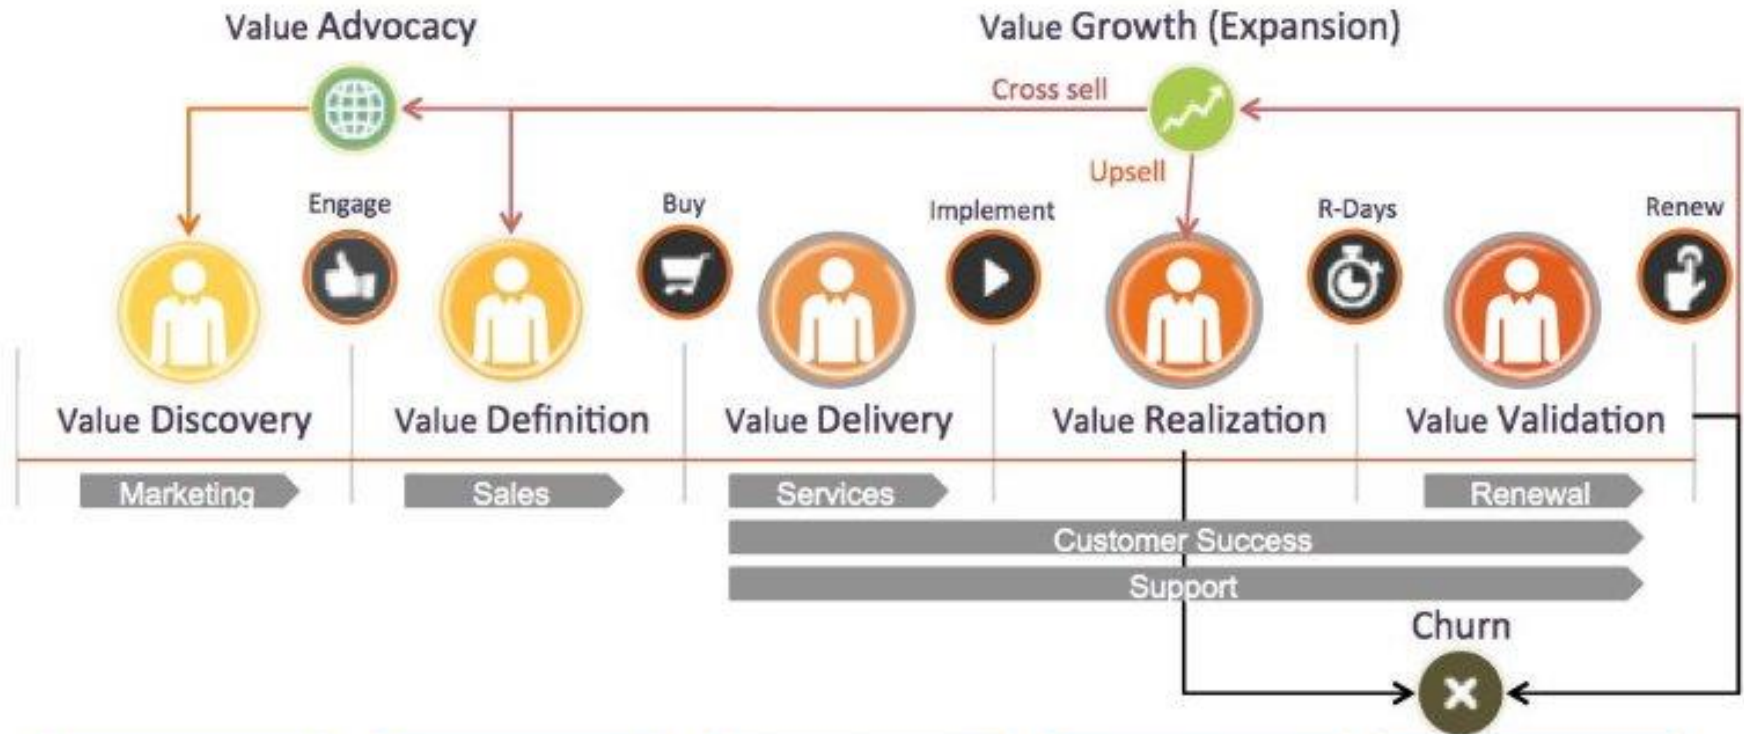 Value Advocacy
Value Growth (Expansion)
Cross sell
Upsell
Engage
Buy
Implement
R-Days
Renew
Value Discovery
Value Definition
Value Delivery
Value Realization
Value Validation
Marketing
Sales
Services
Renewal
Customer Success
Support
Churn